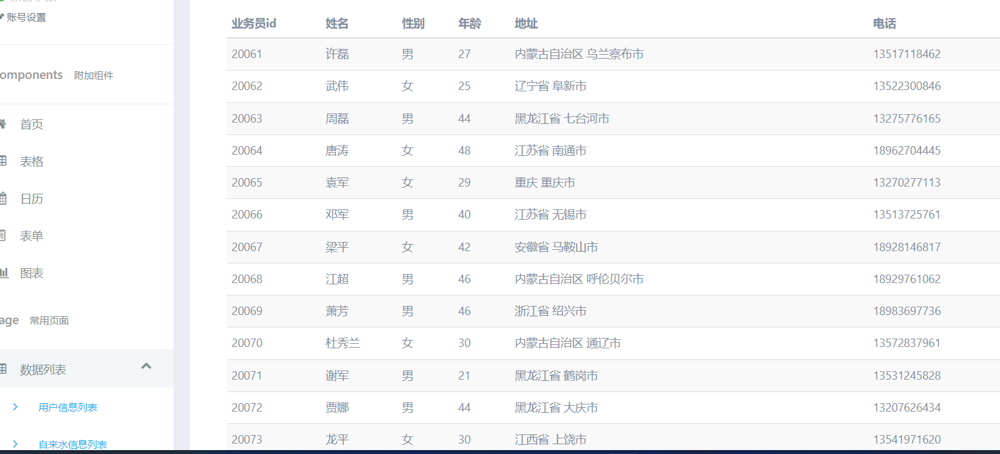 账号设置
omponents 附加组件
首页
表格
日历
表单
图表
age 常用页面
数据列表
用户信息列表
自来水信息列表
业务员id 姓名 性别 年龄 地址 电话
20061 许磊 男 27 内蒙古自治区 乌兰察布市 13517118462
20062 武伟 女 25 辽宁省 阜新市 13522300846
20063 周磊 男 44 黑龙江省 七台河市 13275776165
20064 唐涛 女 48 江苏省 南通市 18962704445
20065 袁军 女 29 重庆 重庆市 13270277113
20066 邓军 男 40 江苏省 无锡市 13513725761
20067 梁平 女 42 安徽省 马鞍山市 18928146817
20068 江超 男 46 内蒙古自治区 呼伦贝尔市 18929761062
20069 萧芳 男 46 浙江省 绍兴市 18983697736
20070 杜秀兰 女 30 内蒙古自治区 通辽市 13572837961
20071 谢军 男 21 黑龙江省 鹤岗市 13531245828
20072 贾娜 男 44 黑龙江省 大庆市 13207626434
20073 龙平 女 30 江西省 上饶市 13541971620